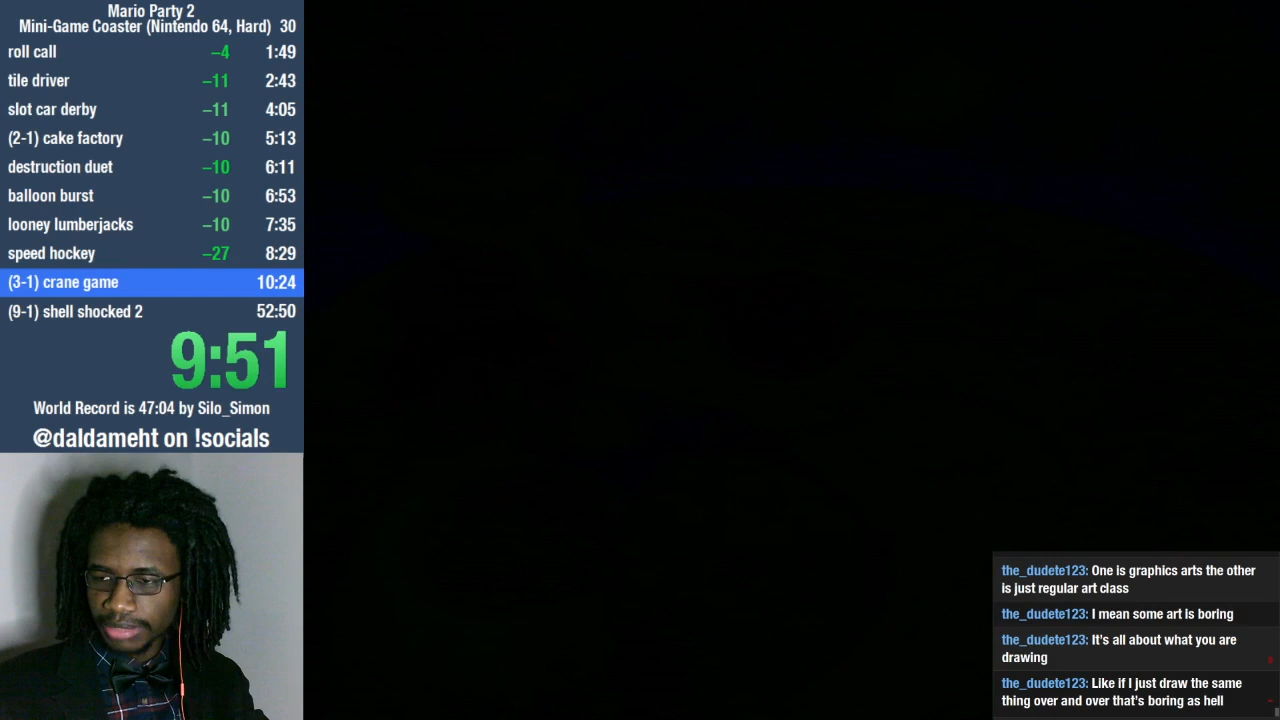 Mario Party 2
Mini-Game Coaster (Nintendo 64, Hard) 30
roll call −4 1:49
tile driver −11 2:43
slot car derby −11 4:05
(2-1) cake factory −10 5:13
destruction duet −10 6:11
balloon burst −10 6:53
looney lumberjacks −10 7:35
speed hockey −27 8:29
(3-1) crane game 10:24
(9-1) shell shocked 2 52:50
9:51
World Record is 47:04 by Silo_Simon
@daldameht on !socials
the_dudete123: One is graphics arts the other
is just regular art class
the_dudete123: I mean some art is boring
the_dudete123: It's all about what you are
drawing
the_dudete123: Like if I just draw the same
thing over and over that's boring as hell